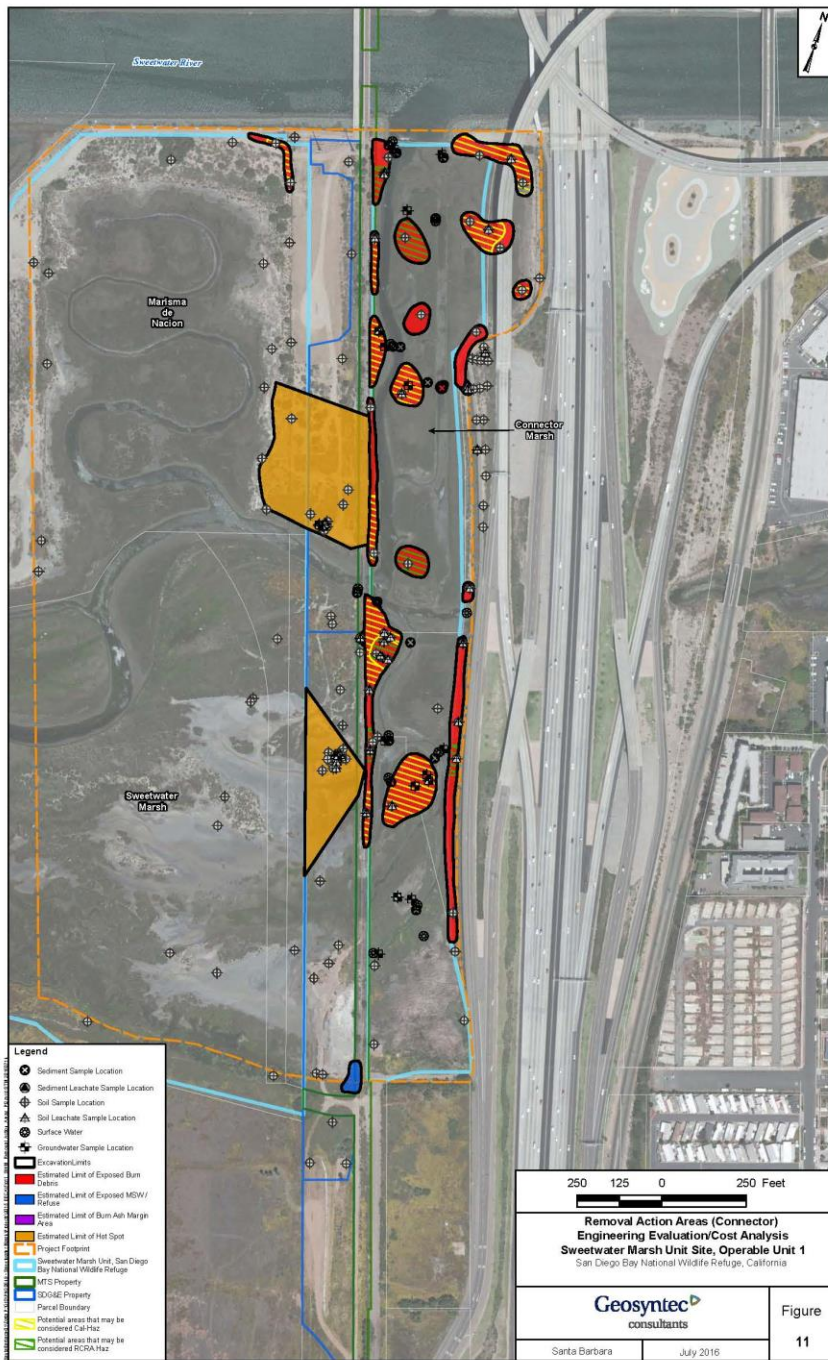 N
Sweetwater River
Marisma
de
Nacion
Connector
Marsh
Sweetwater
Marsh
Legend
Sediment Sample Location
Sediment Leachate Sample Location
Soil Sample Location
Soil Leachate Sample Location
Surface Water
Groundwater Sample Location
ExcavationLimits
Estimated Limit of Exposed Burn
Debris
Estimated Limit of Exposed MSW/
Refuse
Estimated Limit of Burn Ash Margin
Area
Estimated Limit of Hot Spot
Project Footprint
Sweetwater Marsh Unit, San Diego
Bay National Wildlife Refuge
MTS Property
SDG&E Property
Parcel Boundary
Potential areas that may be
considered Cal-Haz
Potential areas that may be
considered RCRA Haz
250 125 0 250 Feet
Removal Action Areas (Connector)
Engineering Evaluation/Cost Analysis
Sweetwater Marsh Unit Site, Operable Unit 1
San Diego Bay National Wildlife Refuge, California
Geosyntec
consultants
Figure
11
Santa Barbara
July 2016